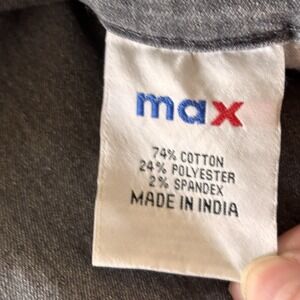 max
74% COTTON
24% POLYESTER
2% SPANDEX
MADE IN INDIA